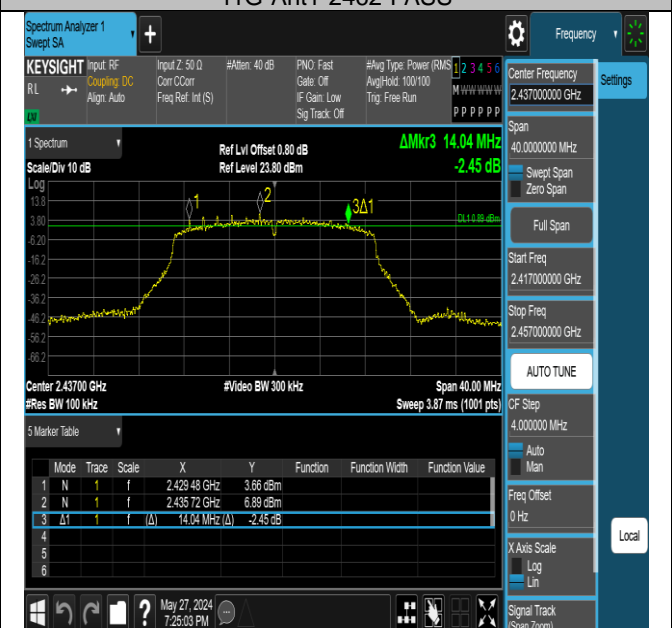 Spectrum Analyzer 1
Swept SA
+
Frequency
KEYSIGHT
RL
LXI
Input: RF
Coupling: DC
Align: Auto
Input Z: 50 Ω
Corr CCorr
Freq Ref: Int (S)
#Atten: 40 dB
PNO: Fast
Gate: Off
IF Gain: Low
Sig Track: Off
#Avg Type: Power (RMS
Avg|Hold: 100/100
Trig: Free Run
1 2 3 4 5 6
M W W W W W
P P P P P P
1 Spectrum
Scale/Div 10 dB
Ref Lvl Offset 0.80 dB
Ref Level 23.80 dBm
ΔMkr3 14.04 MHz
-2.45 dB
Log
13.8
3.80
-6.20
-16.2
-26.2
-36.2
-46.2
-56.2
-66.2
1
2
3Δ1
DL1 0.89 dBm
Center 2.43700 GHz
#Video BW 300 kHz
Span 40.00 MHz
#Res BW 100 kHz
Sweep 3.87 ms (1001 pts)
5 Marker Table
Mode Trace Scale X Y Function Function Width Function Value
1 N 1 f 2.429 48 GHz 3.66 dBm
2 N 1 f 2.435 72 GHz 6.89 dBm
3 Δ1 1 f (Δ) 14.04 MHz (Δ) -2.45 dB
4
5
6
?
May 27, 2024
7:25:03 PM
Center Frequency
2.437000000 GHz
Settings
Span
40.0000000 MHz
Swept Span
Zero Span
Full Span
Start Freq
2.417000000 GHz
Stop Freq
2.457000000 GHz
AUTO TUNE
CF Step
4.000000 MHz
Auto
Man
Freq Offset
0 Hz
X Axis Scale
Log
Lin
Local
Signal Track
(Span Zoom)